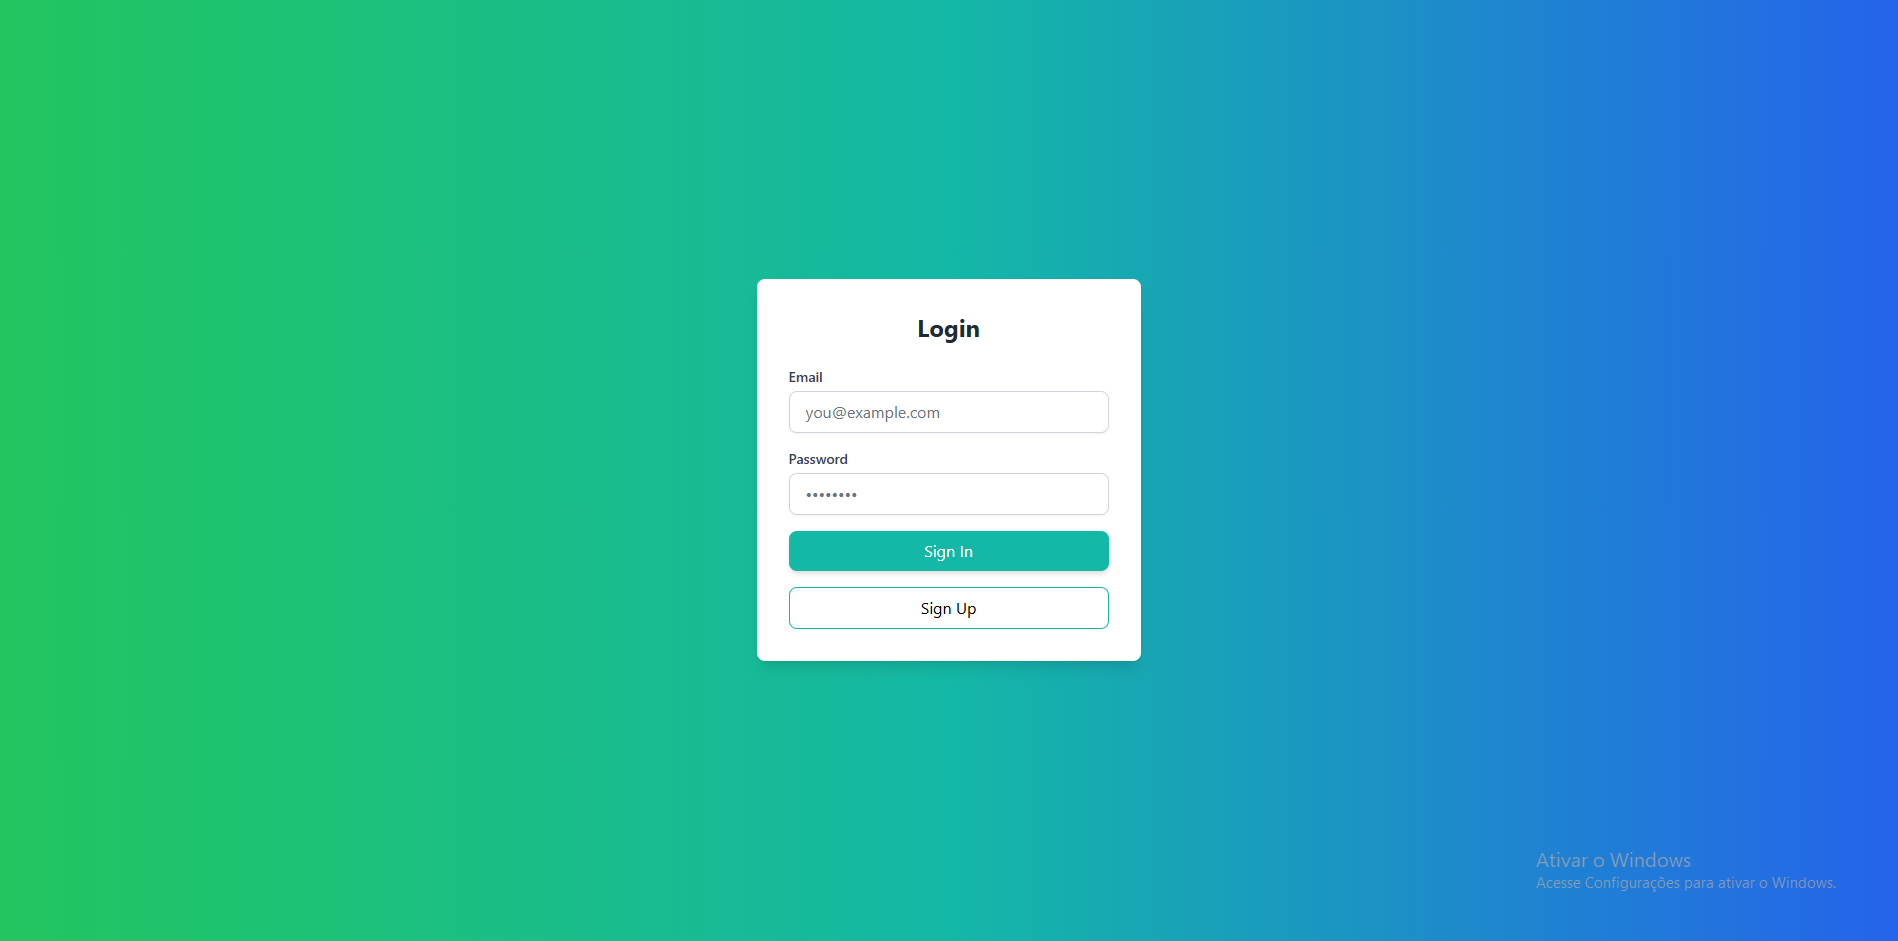 Login
Email
you@example.com
Password
••••••••
Sign In
Sign Up
Ativar o Windows
Acesse Configurações para ativar o Windows.